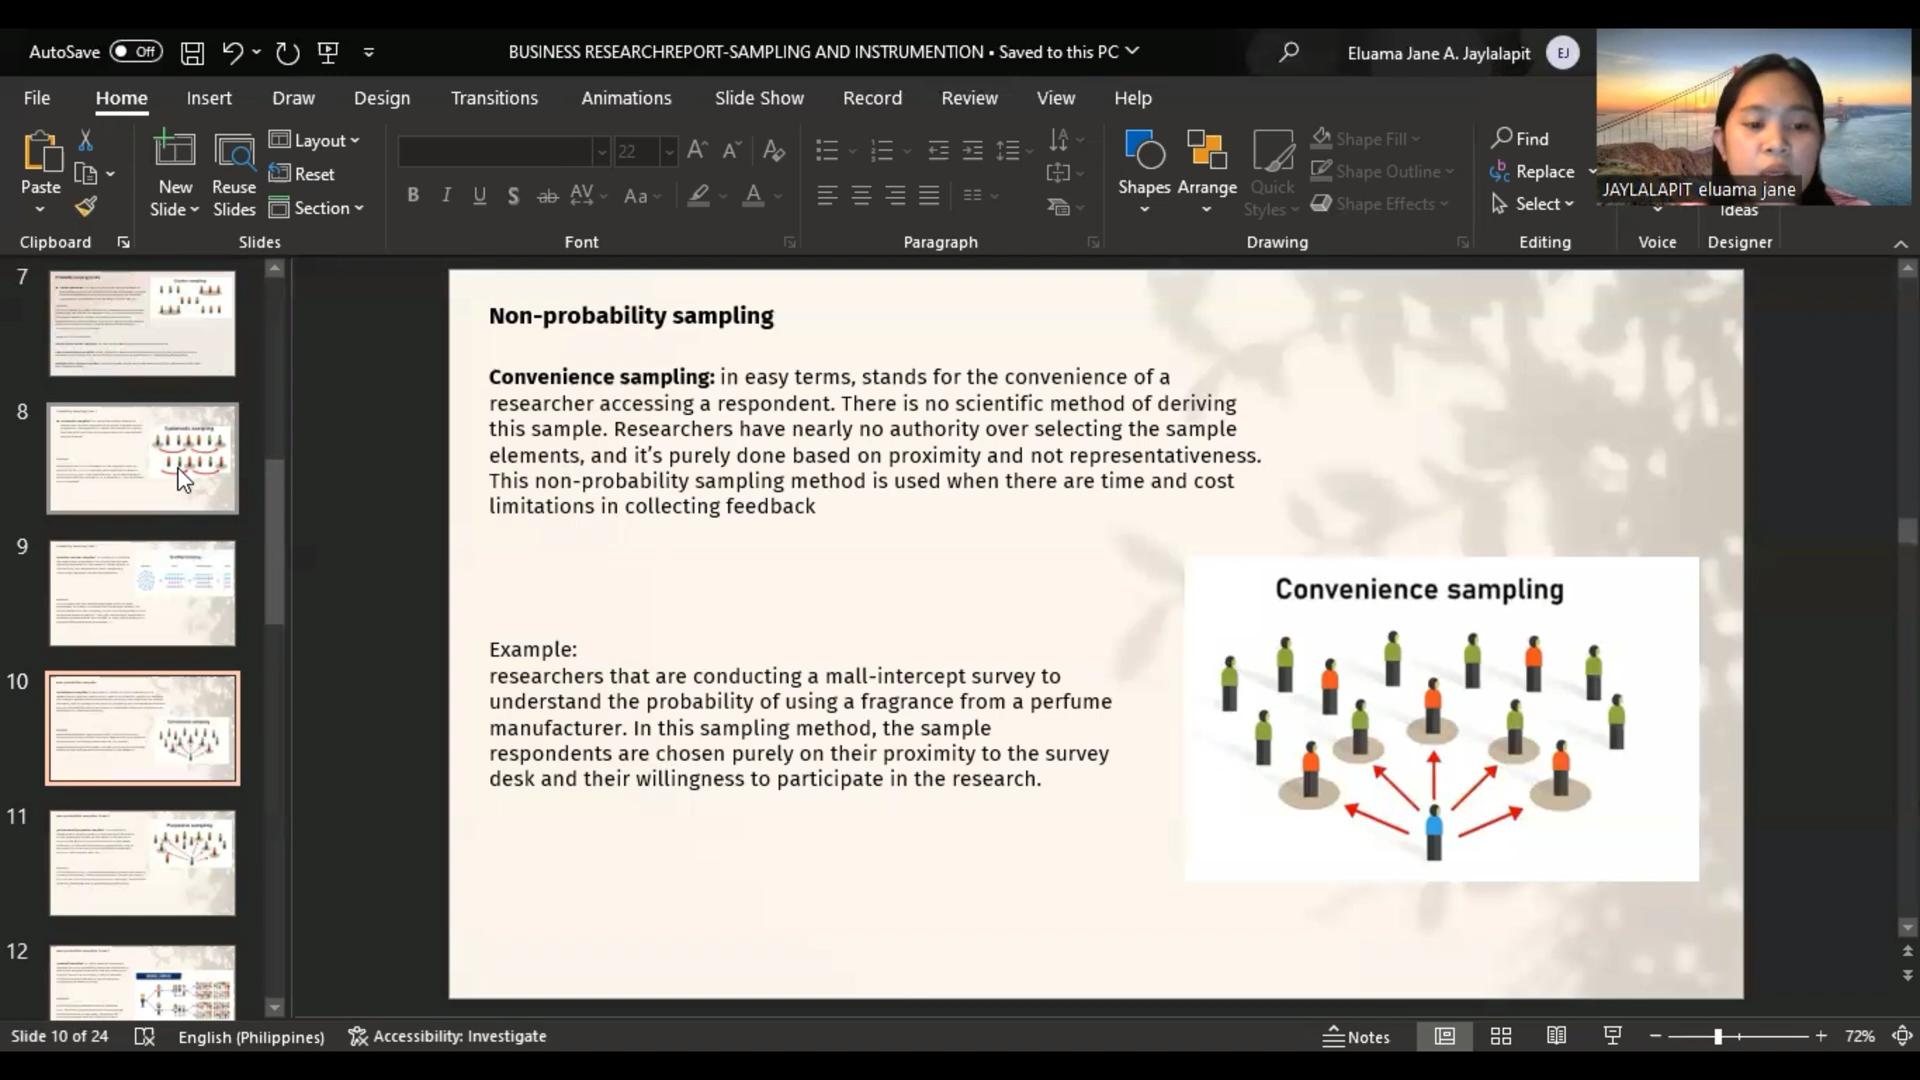 AutoSave Off
BUSINESS RESEARCHREPORT-SAMPLING AND INSTRUMENTION • Saved to this PC
Eluama Jane A. Jaylalapit EJ
File Home Insert Draw Design Transitions Animations Slide Show Record Review View Help
Paste
Clipboard
New Slide
Reuse Slides
Layout
Reset
Section
Slides
22
B I U S ab AV Aa A
Font
Paragraph
Shapes
Arrange
Quick Styles
Shape Fill
Shape Outline
Shape Effects
Drawing
Find
Replace
Select
Editing
Voice
Ideas
Designer
JAYLALAPIT eluama jane
7
8
9
10
11
12
Non-probability sampling
Convenience sampling: in easy terms, stands for the convenience of a
researcher accessing a respondent. There is no scientific method of deriving
this sample. Researchers have nearly no authority over selecting the sample
elements, and it's purely done based on proximity and not representativeness.
This non-probability sampling method is used when there are time and cost
limitations in collecting feedback
Example:
researchers that are conducting a mall-intercept survey to
understand the probability of using a fragrance from a perfume
manufacturer. In this sampling method, the sample
respondents are chosen purely on their proximity to the survey
desk and their willingness to participate in the research.
Convenience sampling
Slide 10 of 24
English (Philippines)
Accessibility: Investigate
Notes
72%